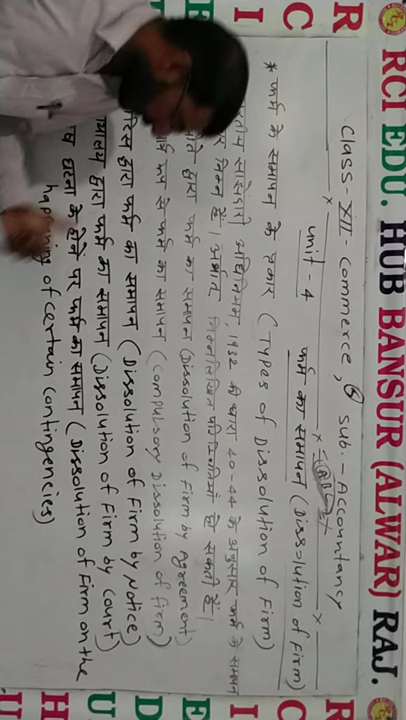 RCI EDU. HUB BANSUR (ALWAR) RAJ.
R
R
C
C
I
I
E
E
D
U
U
H
H
U
U
Class-XII-Commerce, Sub.-Accountancy
Unit-4 फर्म का समापन (Dissolution of Firm)
* फर्म के समापन के प्रकार (Types of Dissolution of Firm)
साझेदारी अधिनियम, 1932 की धारा 40-44 के अनुसार फर्म के समापन
निम्न है। अर्थात् निम्नलिखित परिस्थितियों हो सकती हैं।
द्वारा फर्म का समापन (Dissolution of Firm by Agreement)
रूप से फर्म का समापन (Compulsory Dissolution of firm)
द्वारा फर्म का समापन (Dissolution of Firm by Notice)
द्वारा फर्म का समापन (Dissolution of Firm by Court)
घटना के होने पर फर्म का समापन (Dissolution of Firm on the
happening of certain contingencies)